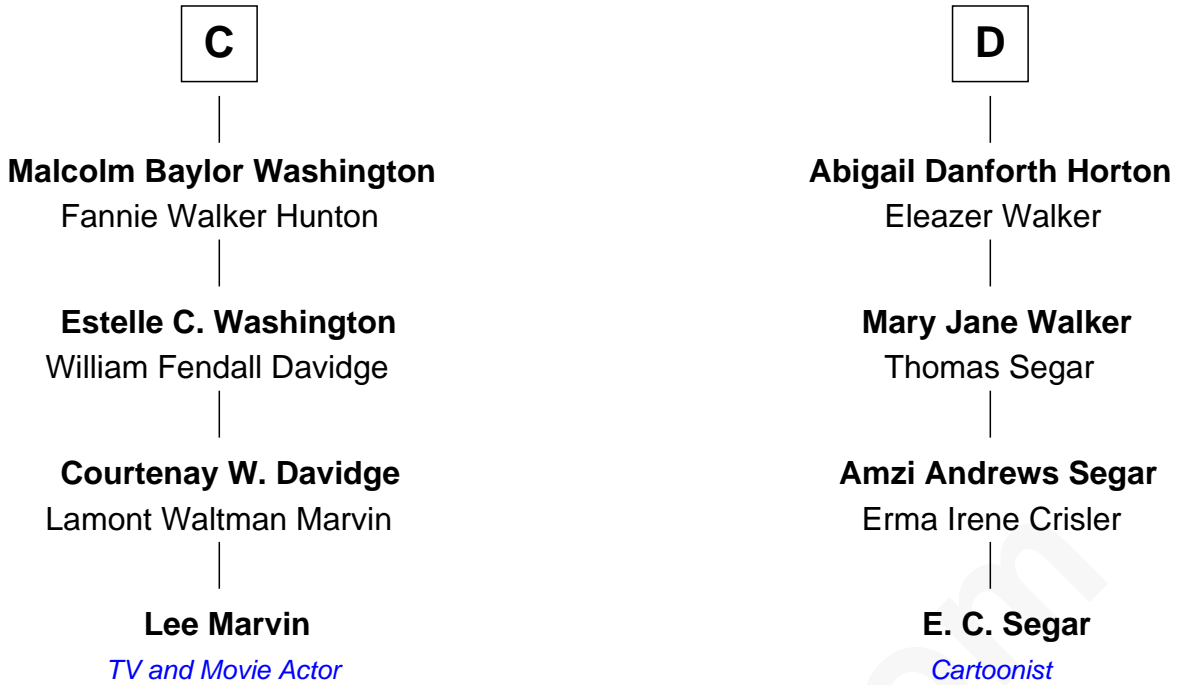 C
Malcolm Baylor Washington
Fannie Walker Hunton
Estelle C. Washington
William Fendall Davidge
Courtenay W. Davidge
Lamont Waltman Marvin
Lee Marvin
TV and Movie Actor
D
Abigail Danforth Horton
Eleazer Walker
Mary Jane Walker
Thomas Segar
Amzi Andrews Segar
Erma Irene Crisler
E. C. Segar
Cartoonist